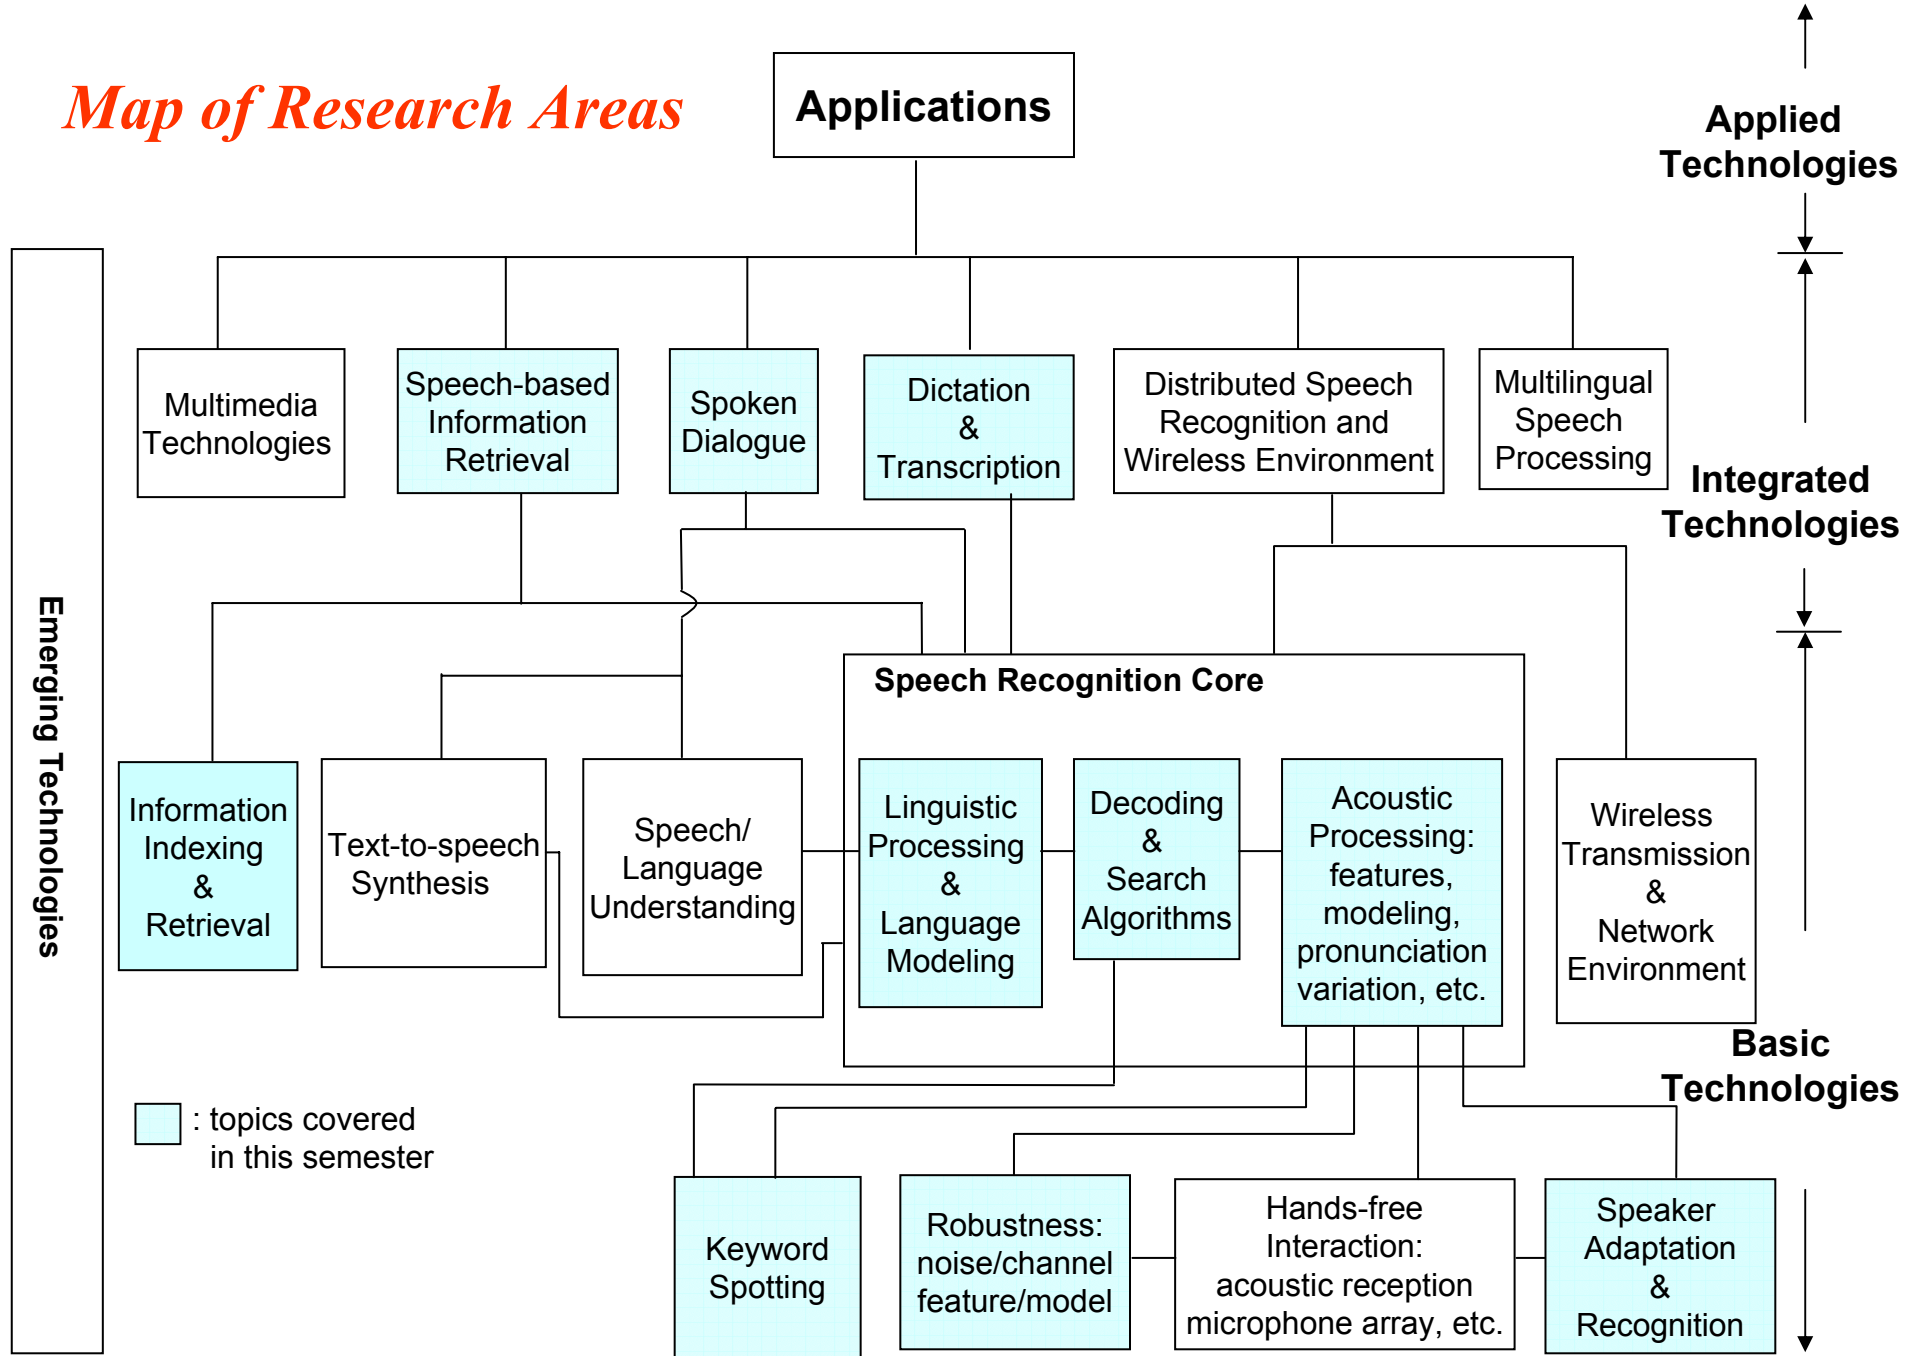 Map of Research Areas
Applications
Applied
Technologies
Multimedia
Technologies
Speech-based
Information
Retrieval
Spoken
Dialogue
Dictation
&
Transcription
Distributed Speech
Recognition and
Wireless Environment
Multilingual
Speech
Processing
Integrated
Technologies
Emerging Technologies
Speech Recognition Core
Information
Indexing
&
Retrieval
Text-to-speech
Synthesis
Speech/
Language
Understanding
Linguistic
Processing
&
Language
Modeling
Decoding
&
Search
Algorithms
Acoustic
Processing:
features,
modeling,
pronunciation
variation, etc.
Wireless
Transmission
&
Network
Environment
Basic
Technologies
: topics covered
in this semester
Keyword
Spotting
Robustness:
noise/channel
feature/model
Hands-free
Interaction:
acoustic reception
microphone array, etc.
Speaker
Adaptation
&
Recognition